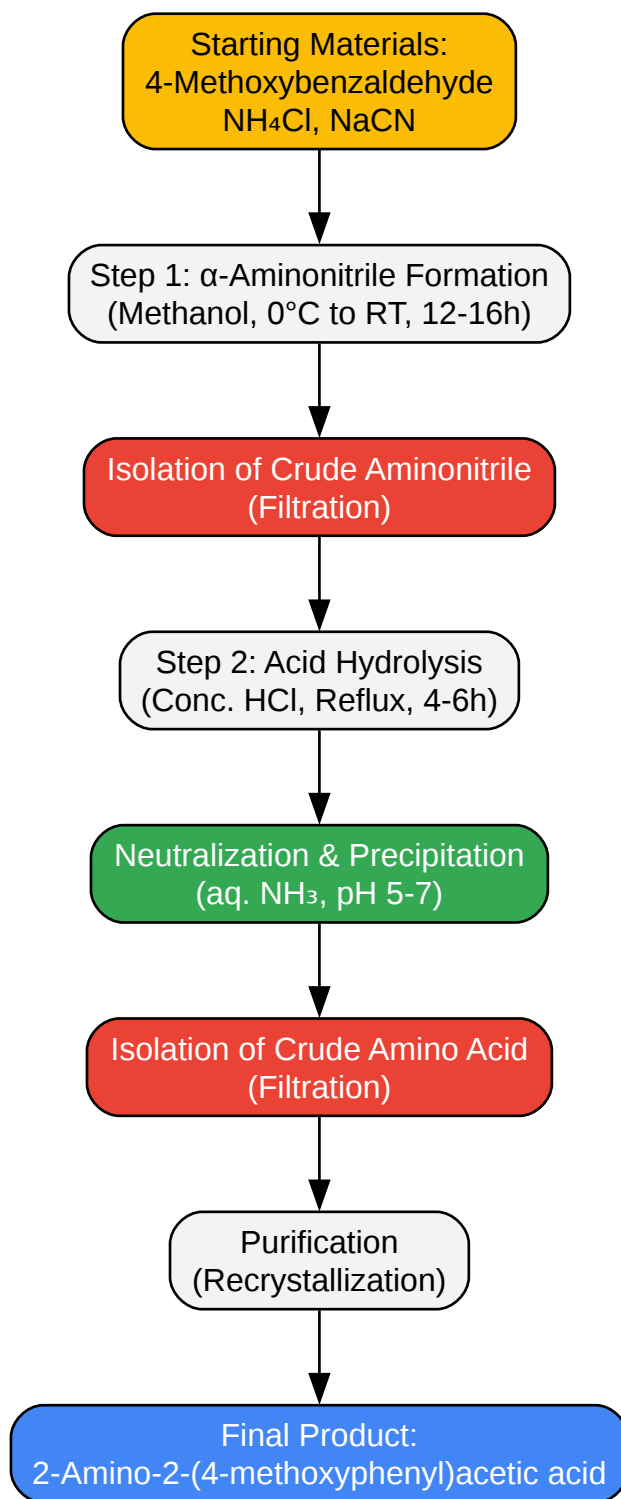 Starting Materials:
4-Methoxybenzaldehyde
NH₄Cl, NaCN
Step 1: α-Aminonitrile Formation
(Methanol, 0°C to RT, 12-16h)
Isolation of Crude Aminonitrile
(Filtration)
Step 2: Acid Hydrolysis
(Conc. HCl, Reflux, 4-6h)
Neutralization & Precipitation
(aq. NH₃, pH 5-7)
Isolation of Crude Amino Acid
(Filtration)
Purification
(Recrystallization)
Final Product:
2-Amino-2-(4-methoxyphenyl)acetic acid